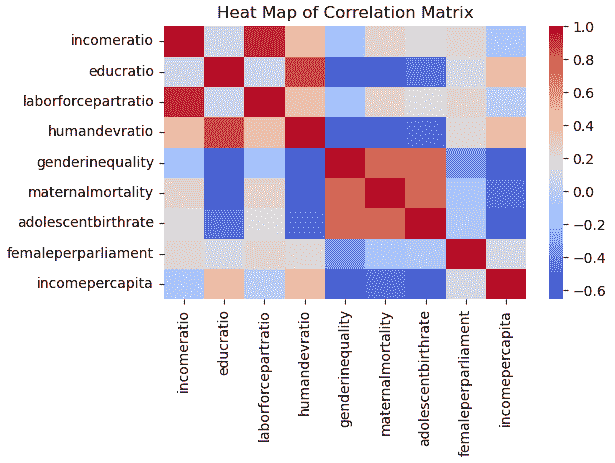 Heat Map of Correlation Matrix
incomeratio
educratio
laborforcepartratio
humandevratio
genderinequality
maternalmortality
adolescentbirthrate
femaleperparliament
incomepercapita
1.0
0.8
0.6
0.4
0.2
0.0
−0.2
−0.4
−0.6
incomeratio
educratio
laborforcepartratio
humandevratio
genderinequality
maternalmortality
adolescentbirthrate
femaleperparliament
incomepercapita